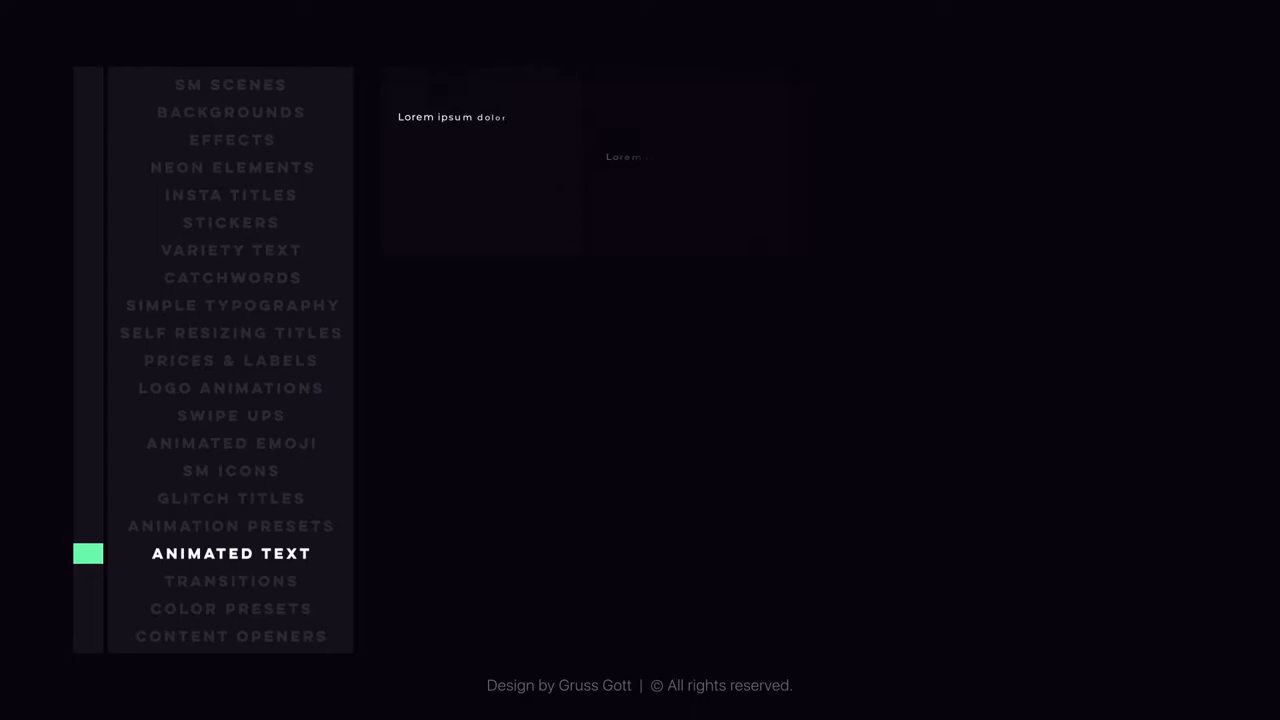 SM SCENES
BACKGROUNDS
EFFECTS
NEON ELEMENTS
INSTA TITLES
STICKERS
VARIETY TEXT
CATCHWORDS
SIMPLE TYPOGRAPHY
SELF RESIZING TITLES
PRICES & LABELS
LOGO ANIMATIONS
SWIPE UPS
ANIMATED EMOJI
SM ICONS
GLITCH TITLES
ANIMATION PRESETS
ANIMATED TEXT
TRANSITIONS
COLOR PRESETS
CONTENT OPENERS
Lorem ipsum dolor
Lorem
Design by Gruss Gott | © All rights reserved.